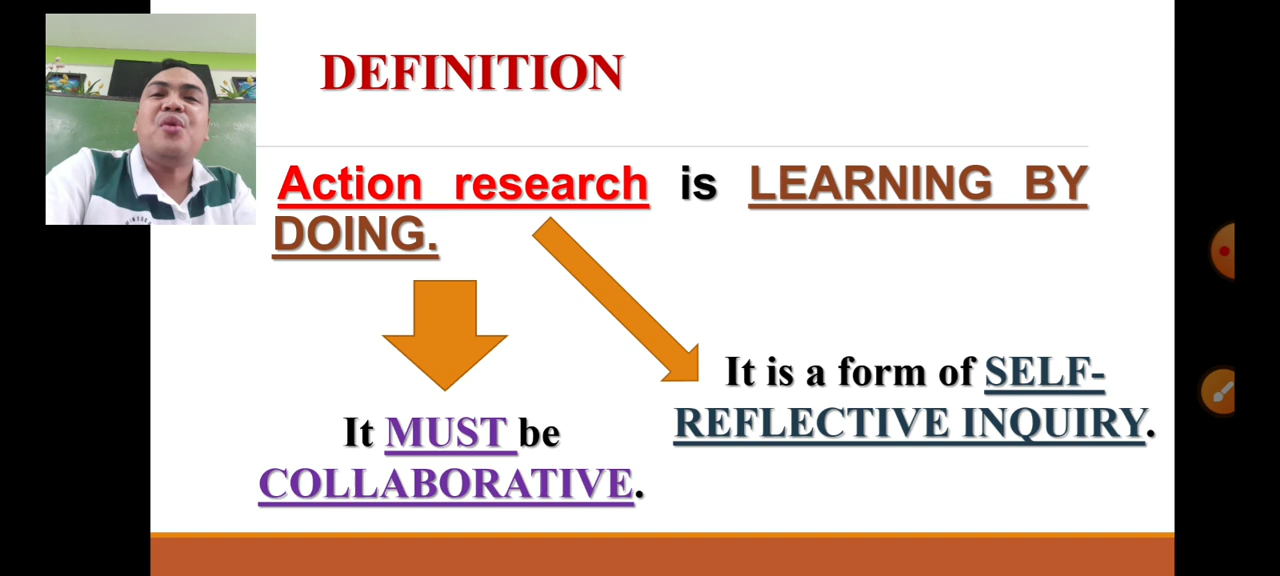 DEFINITION
Action research is LEARNING BY
DOING.
It is a form of SELF-
REFLECTIVE INQUIRY.
It MUST be
COLLABORATIVE.